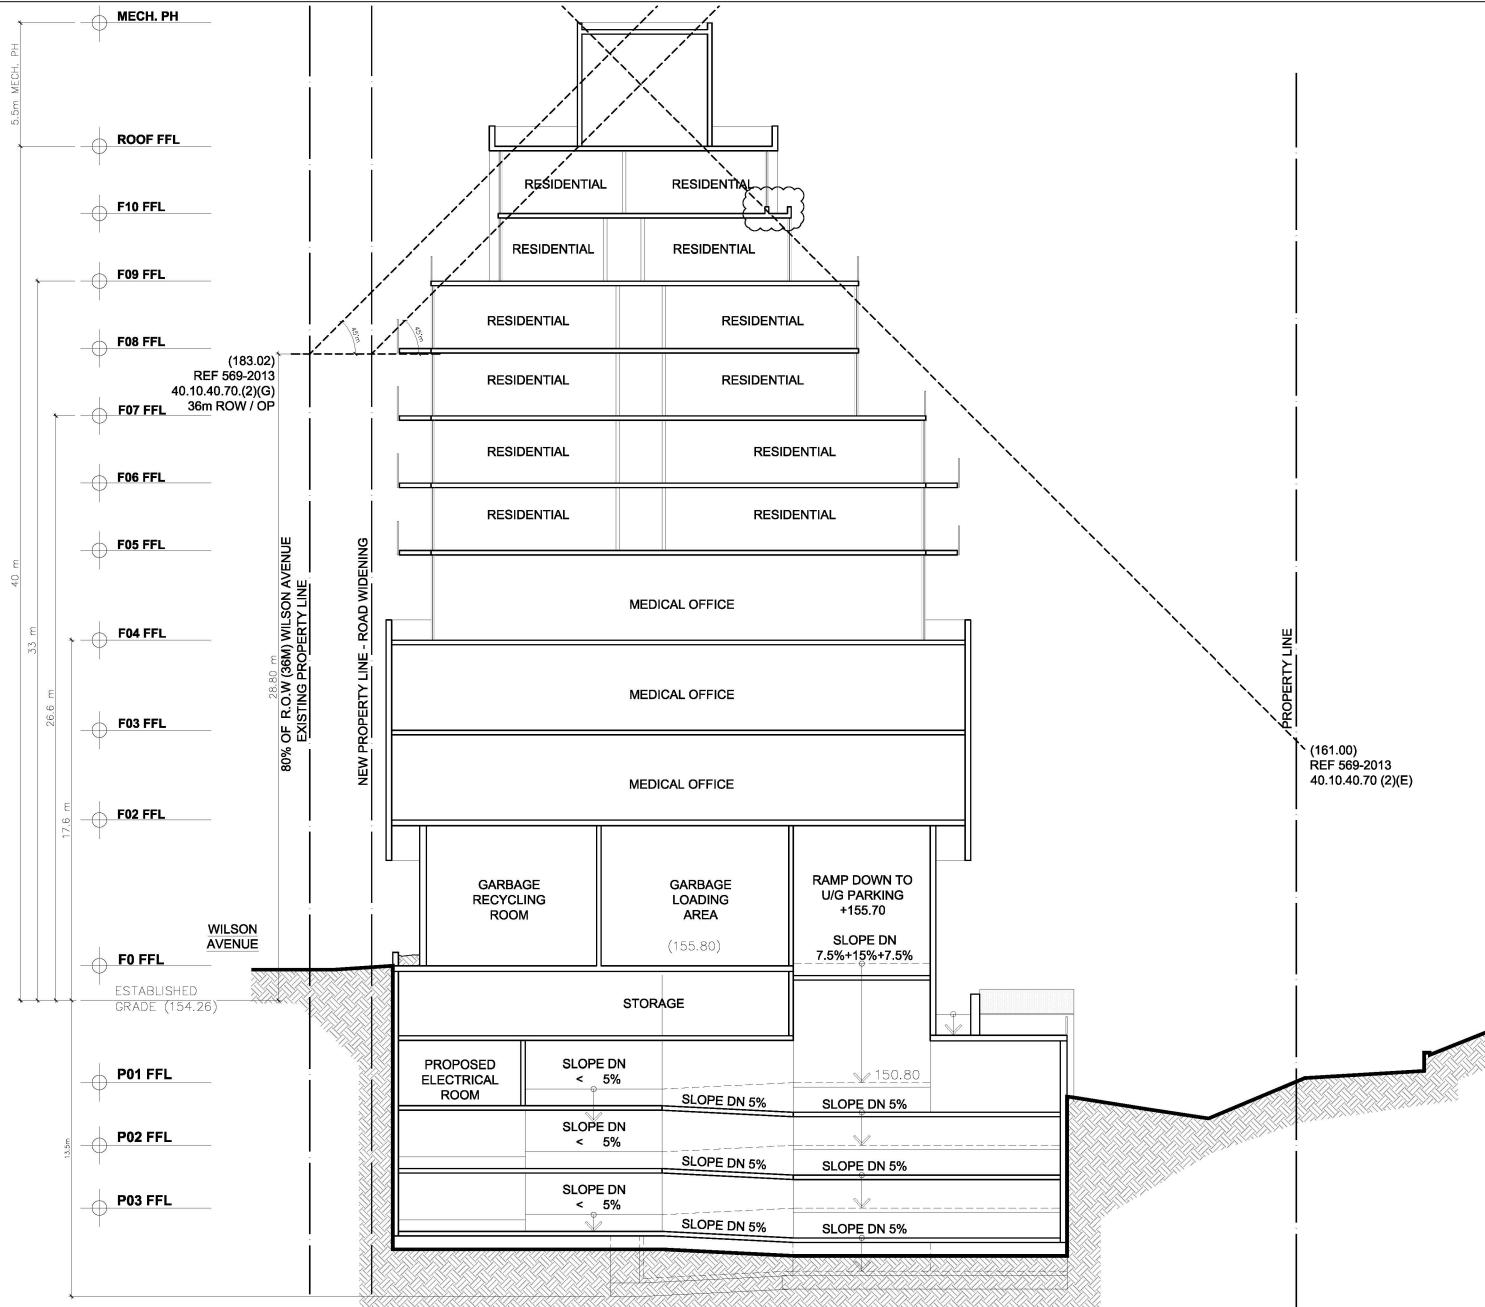 MECH. PH
5.5m MECH. PH
ROOF FFL
RESIDENTIAL
RESIDENTIAL
F10 FFL
RESIDENTIAL
RESIDENTIAL
F09 FFL
RESIDENTIAL
RESIDENTIAL
45°m
45°m
F08 FFL
(183.02)
REF 569-2013
40.10.40.70.(2)(G)
36m ROW / OP
RESIDENTIAL
RESIDENTIAL
F07 FFL
RESIDENTIAL
RESIDENTIAL
F06 FFL
RESIDENTIAL
RESIDENTIAL
F05 FFL
40 m
33 m
26.6 m
17.6 m
28.80 m
80% OF R.O.W (36M) WILSON AVENUE
EXISTING PROPERTY LINE
NEW PROPERTY LINE - ROAD WIDENING
MEDICAL OFFICE
F04 FFL
MEDICAL OFFICE
PROPERTY LINE
F03 FFL
(161.00)
REF 569-2013
40.10.40.70 (2)(E)
MEDICAL OFFICE
F02 FFL
GARBAGE
RECYCLING
ROOM
GARBAGE
LOADING
AREA
(155.80)
RAMP DOWN TO
U/G PARKING
+155.70
SLOPE DN
7.5%+15%+7.5%
WILSON
AVENUE
F0 FFL
ESTABLISHED
GRADE (154.26)
STORAGE
PROPOSED
ELECTRICAL
ROOM
SLOPE DN
< 5%
150.80
P01 FFL
SLOPE DN 5%
SLOPE DN 5%
SLOPE DN
< 5%
P02 FFL
13.5m
SLOPE DN 5%
SLOPE DN 5%
SLOPE DN
< 5%
P03 FFL
SLOPE DN 5%
SLOPE DN 5%